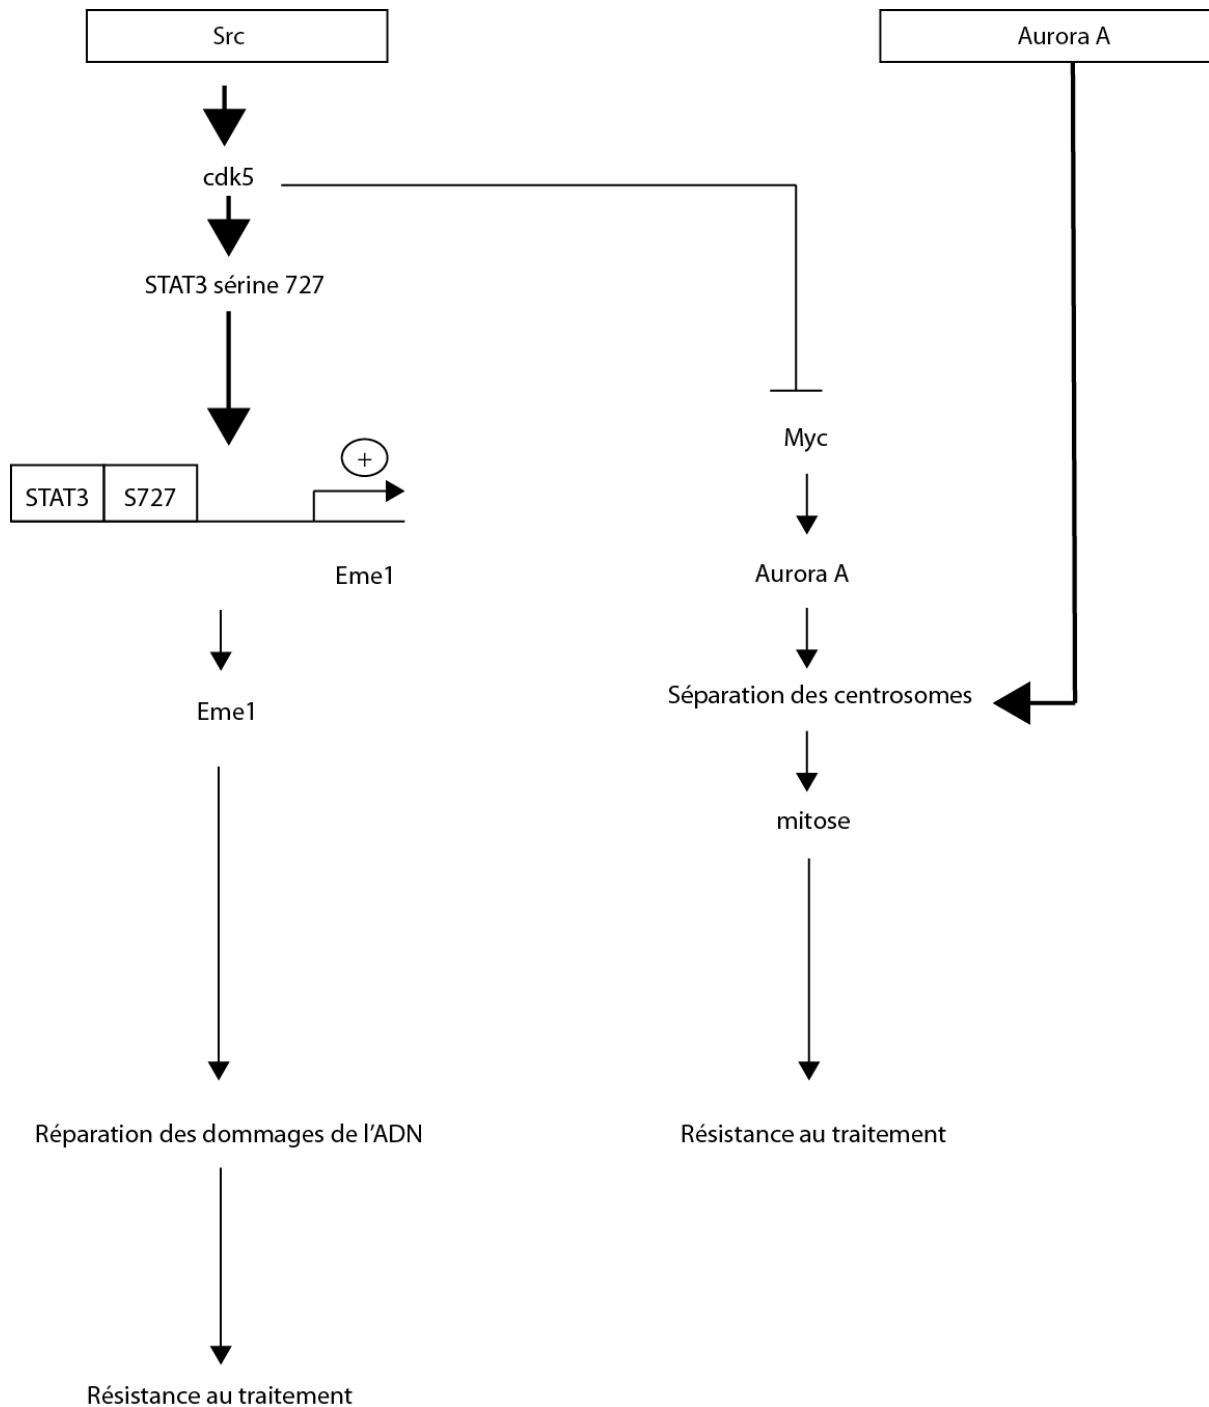 Src
Aurora A
cdk5
STAT3 sérine 727
Myc
+
STAT3 S727
Eme1
Aurora A
Eme1
Séparation des centrosomes
mitose
Réparation des dommages de l'ADN
Résistance au traitement
Résistance au traitement